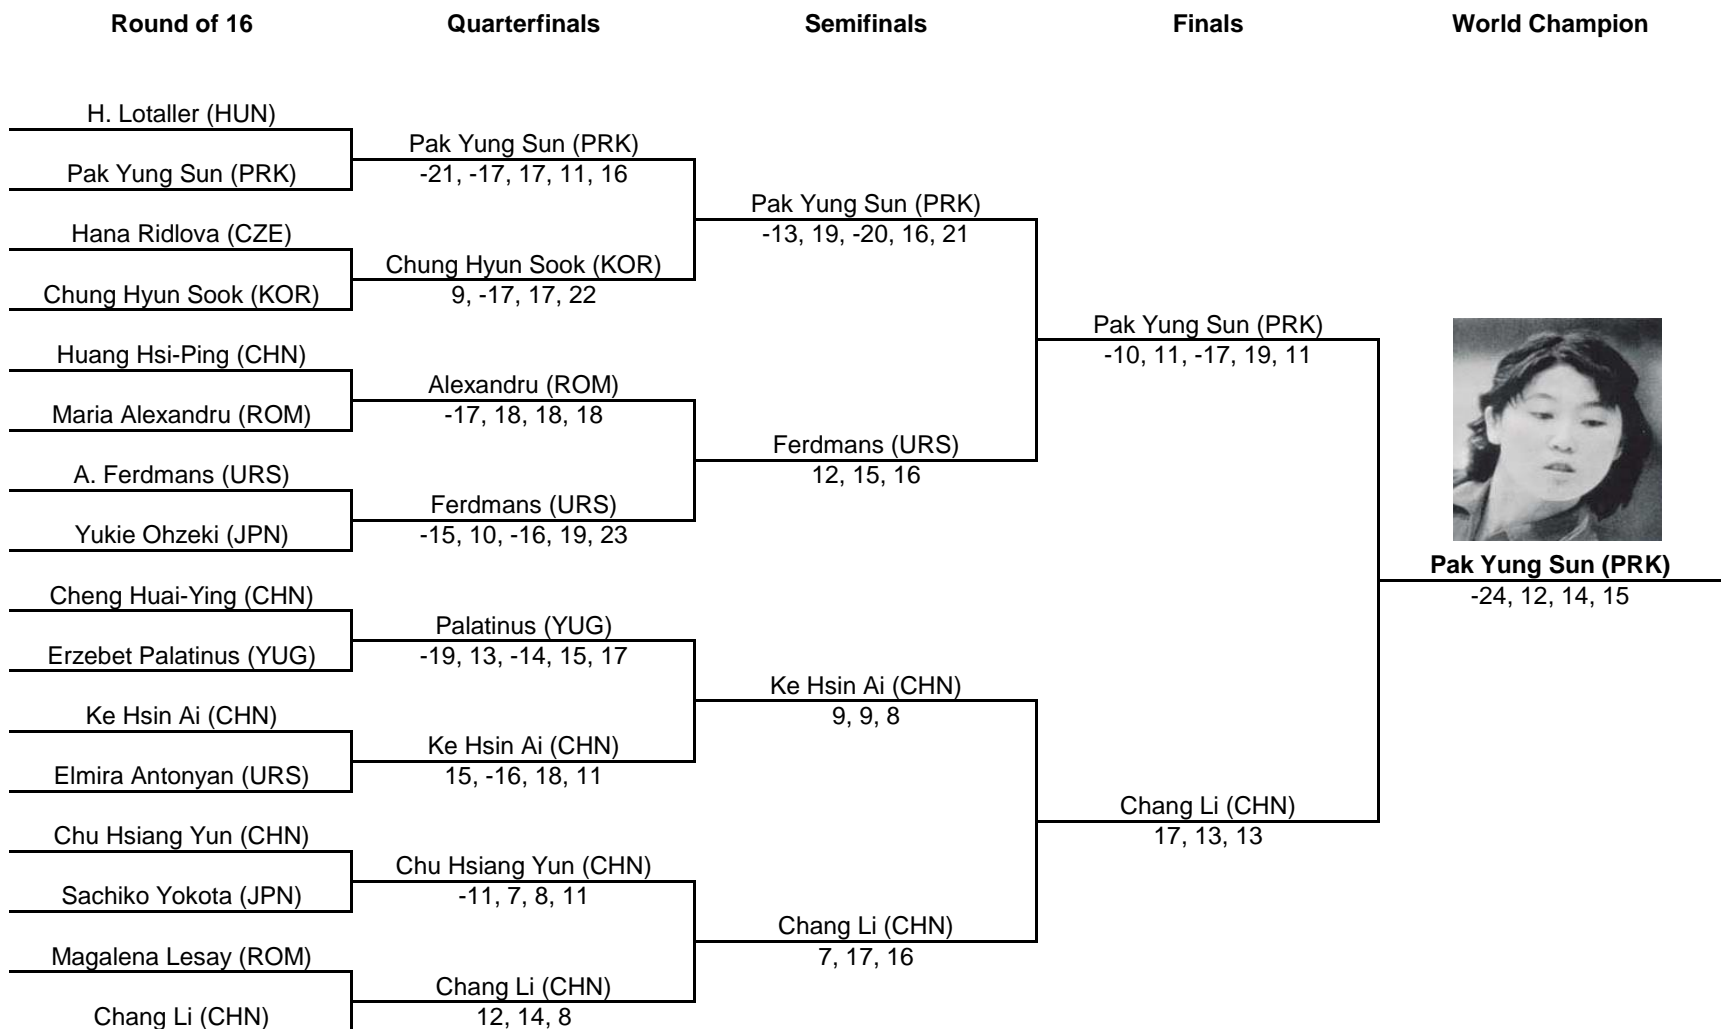 Round of 16
Quarterfinals
Semifinals
Finals
World Champion
H. Lotaller (HUN)
Pak Yung Sun (PRK)
Hana Ridlova (CZE)
Chung Hyun Sook (KOR)
Huang Hsi-Ping (CHN)
Maria Alexandru (ROM)
A. Ferdmans (URS)
Yukie Ohzeki (JPN)
Cheng Huai-Ying (CHN)
Erzebet Palatinus (YUG)
Ke Hsin Ai (CHN)
Elmira Antonyan (URS)
Chu Hsiang Yun (CHN)
Sachiko Yokota (JPN)
Magalena Lesay (ROM)
Chang Li (CHN)
Pak Yung Sun (PRK)
-21, -17, 17, 11, 16
Chung Hyun Sook (KOR)
9, -17, 17, 22
Alexandru (ROM)
-17, 18, 18, 18
Ferdmans (URS)
-15, 10, -16, 19, 23
Palatinus (YUG)
-19, 13, -14, 15, 17
Ke Hsin Ai (CHN)
15, -16, 18, 11
Chu Hsiang Yun (CHN)
-11, 7, 8, 11
Chang Li (CHN)
12, 14, 8
Pak Yung Sun (PRK)
-13, 19, -20, 16, 21
Ferdmans (URS)
12, 15, 16
Ke Hsin Ai (CHN)
9, 9, 8
Chang Li (CHN)
7, 17, 16
Pak Yung Sun (PRK)
-10, 11, -17, 19, 11
Chang Li (CHN)
17, 13, 13
Pak Yung Sun (PRK)
-24, 12, 14, 15